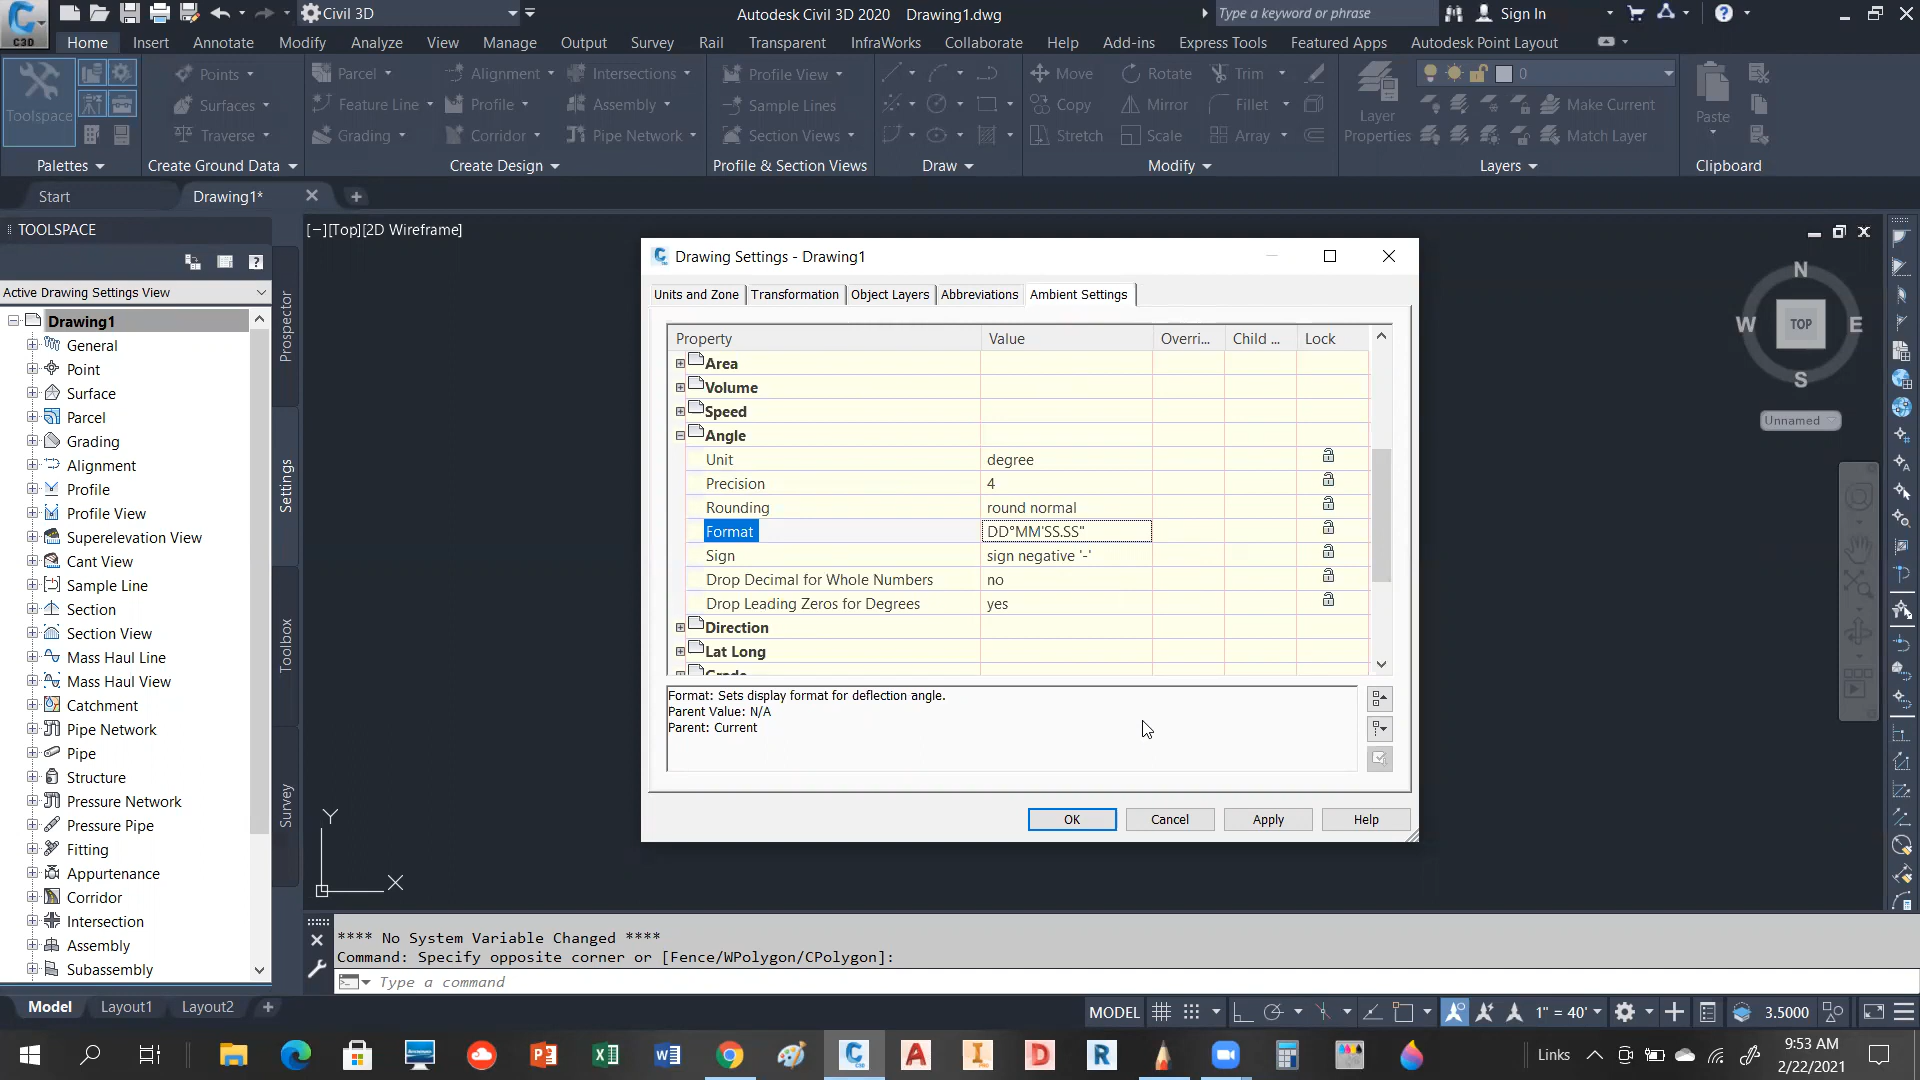 Civil 3D
Autodesk Civil 3D 2020 Drawing1.dwg
Type a keyword or phrase
Sign In
C3D
Home Insert Annotate Modify Analyze View Manage Output Survey Rail Transparent InfraWorks Collaborate Help Add-ins Express Tools Featured Apps Autodesk Point Layout
Toolspace
Points
Surfaces
Traverse
Parcel
Feature Line
Grading
Alignment
Profile
Corridor
Intersections
Assembly
Pipe Network
Profile View
Sample Lines
Section Views
Move
Copy
Stretch
Rotate
Mirror
Scale
Trim
Fillet
Array
Layer
Properties
0
Make Current
Match Layer
Paste
Palettes Create Ground Data Create Design Profile & Section Views Draw Modify Layers Clipboard
Start Drawing1*
TOOLSPACE
[−][Top][2D Wireframe]
Active Drawing Settings View
Drawing1
General
Point
Surface
Parcel
Grading
Alignment
Profile
Profile View
Superelevation View
Cant View
Sample Line
Section
Section View
Mass Haul Line
Mass Haul View
Catchment
Pipe Network
Pipe
Structure
Pressure Network
Pressure Pipe
Fitting
Appurtenance
Corridor
Intersection
Assembly
Subassembly
Prospector
Settings
Toolbox
Survey
Drawing Settings - Drawing1
Units and Zone Transformation Object Layers Abbreviations Ambient Settings
Property Value Overri... Child ... Lock
Area
Volume
Speed
Angle
Unit degree
Precision 4
Rounding round normal
Format DD°MM'SS.SS"
Sign sign negative '-'
Drop Decimal for Whole Numbers no
Drop Leading Zeros for Degrees yes
Direction
Lat Long
Grade
Format: Sets display format for deflection angle.
Parent Value: N/A
Parent: Current
OK Cancel Apply Help
N
W TOP E
S
Unnamed
Y
X
**** No System Variable Changed ****
Command: Specify opposite corner or [Fence/WPolygon/CPolygon]:
Type a command
Model Layout1 Layout2
MODEL
1" = 40'
3.5000
Links
9:53 AM
2/22/2021